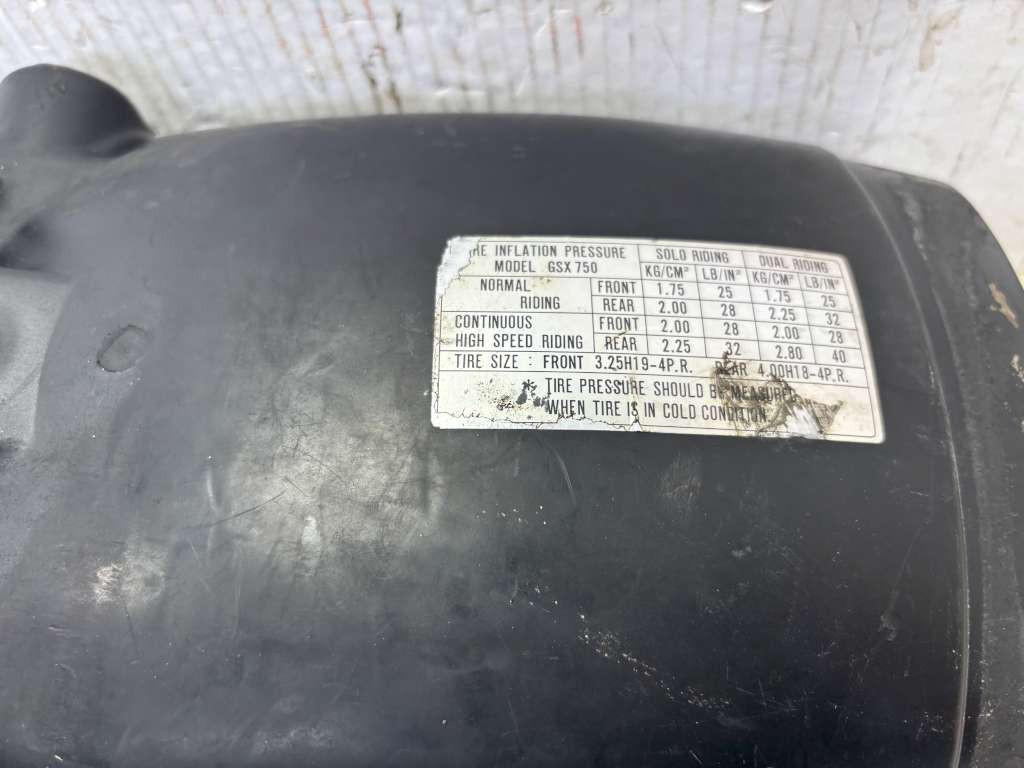 IRE INFLATION PRESSURE SOLO RIDING DUAL RIDING
MODEL GSX750 KG/CM² LB/IN² KG/CM² LB/IN²
NORMAL RIDING FRONT 1.75 25 1.75 25
REAR 2.00 28 2.25 32
CONTINUOUS HIGH SPEED RIDING FRONT 2.00 28 2.00 28
REAR 2.25 32 2.80 40
TIRE SIZE : FRONT 3.25H19-4P.R. REAR 4.00H18-4P.R.
TIRE PRESSURE SHOULD BE MEASURED
WHEN TIRE IS IN COLD CONDITION